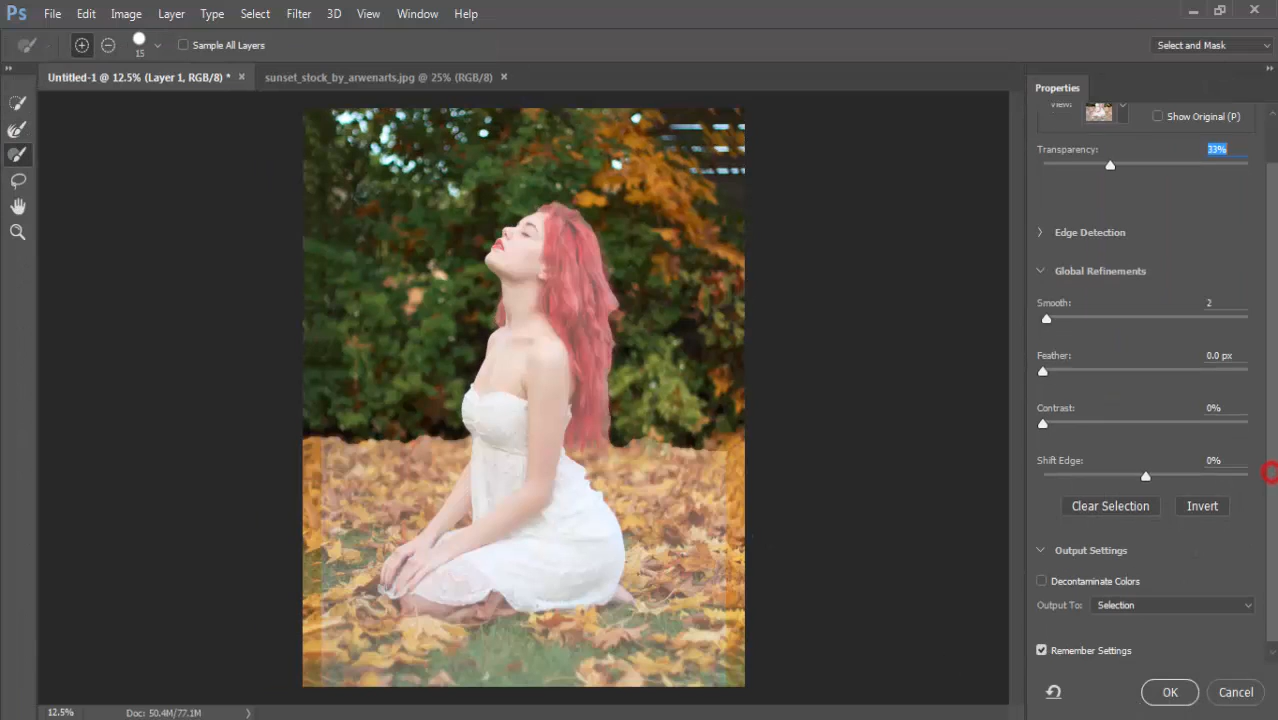 Ps File Edit Image Layer Type Select Filter 3D View Window Help
15 Sample All Layers Select and Mask
Untitled-1 @ 12.5% (Layer 1, RGB/8) * × sunset_stock_by_arwenarts.jpg @ 25% (RGB/8) ×
Properties
View: Show Original (P)
Transparency: 33%
Edge Detection
Global Refinements
Smooth: 2
Feather: 0.0 px
Contrast: 0%
Shift Edge: 0%
Clear Selection Invert
Output Settings
Decontaminate Colors
Output To: Selection
Remember Settings
OK Cancel
12.5% Doc: 50.4M/77.1M